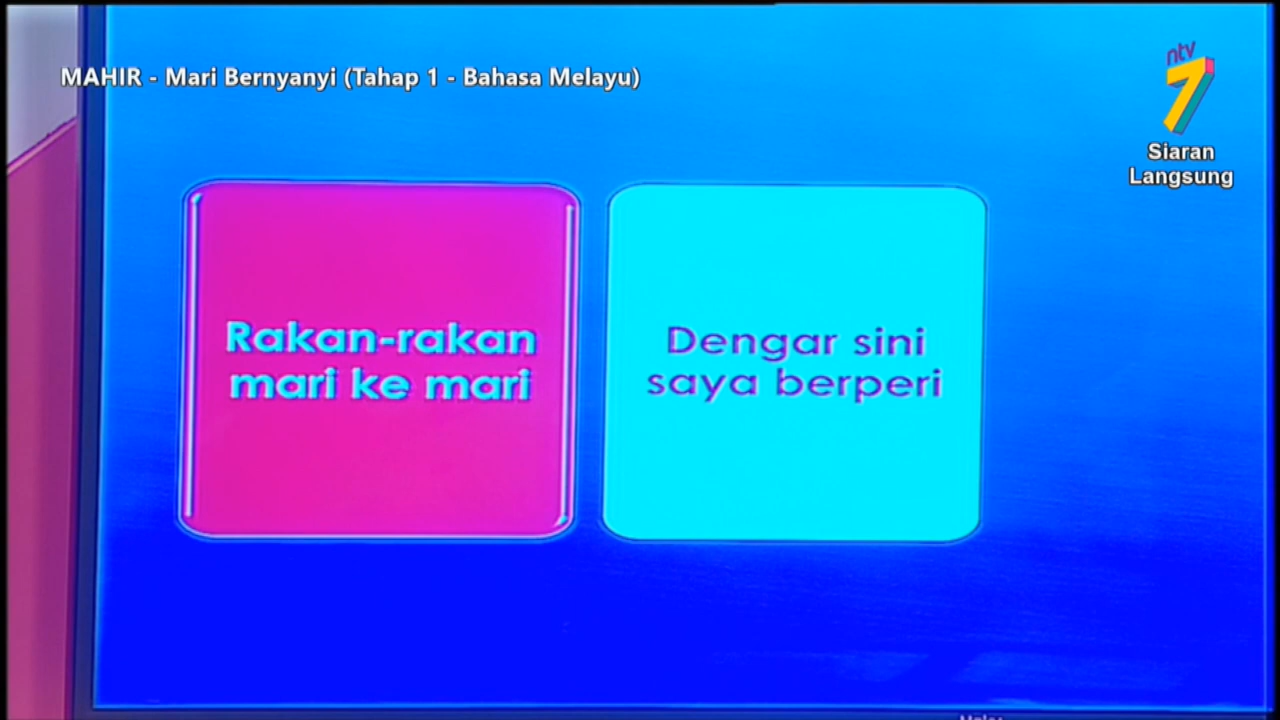 MAHIR - Mari Bernyanyi (Tahap 1 - Bahasa Melayu)
ntv
7
Siaran
Langsung
Rakan-rakan
mari ke mari
Dengar sini
saya berperi